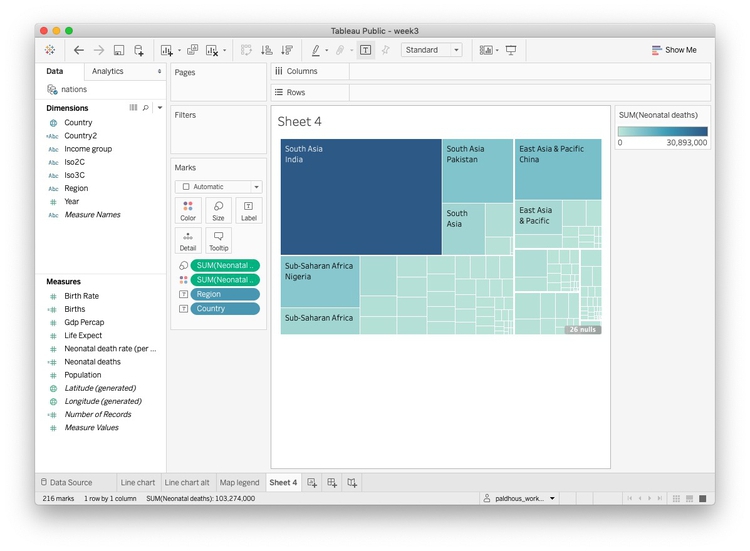 Tableau Public - week3
Standard
Show Me
Data
Analytics
Pages
Columns
Rows
nations
Dimensions
Country
Abc Country2
Abc Income group
Abc Iso2C
Abc Iso3C
Abc Region
# Year
Abc Measure Names
Filters
Marks
Automatic
Color
Size
Label
Detail
Tooltip
SUM(Neonatal ..
SUM(Neonatal ..
Region
Country
Measures
# Birth Rate
# Births
# Gdp Percap
# Life Expect
# Neonatal death rate (per ...
# Neonatal deaths
# Population
Latitude (generated)
Longitude (generated)
# Number of Records
# Measure Values
Sheet 4
South Asia
India
South Asia
Pakistan
East Asia & Pacific
China
South
Asia
East Asia
& Pacific
Sub-Saharan Africa
Nigeria
Sub-Saharan Africa
26 nulls
SUM(Neonatal deaths)
0 30,893,000
Data Source
Line chart
Line chart alt
Map legend
Sheet 4
216 marks 1 row by 1 column SUM(Neonatal deaths): 103,274,000
paldhous_work...